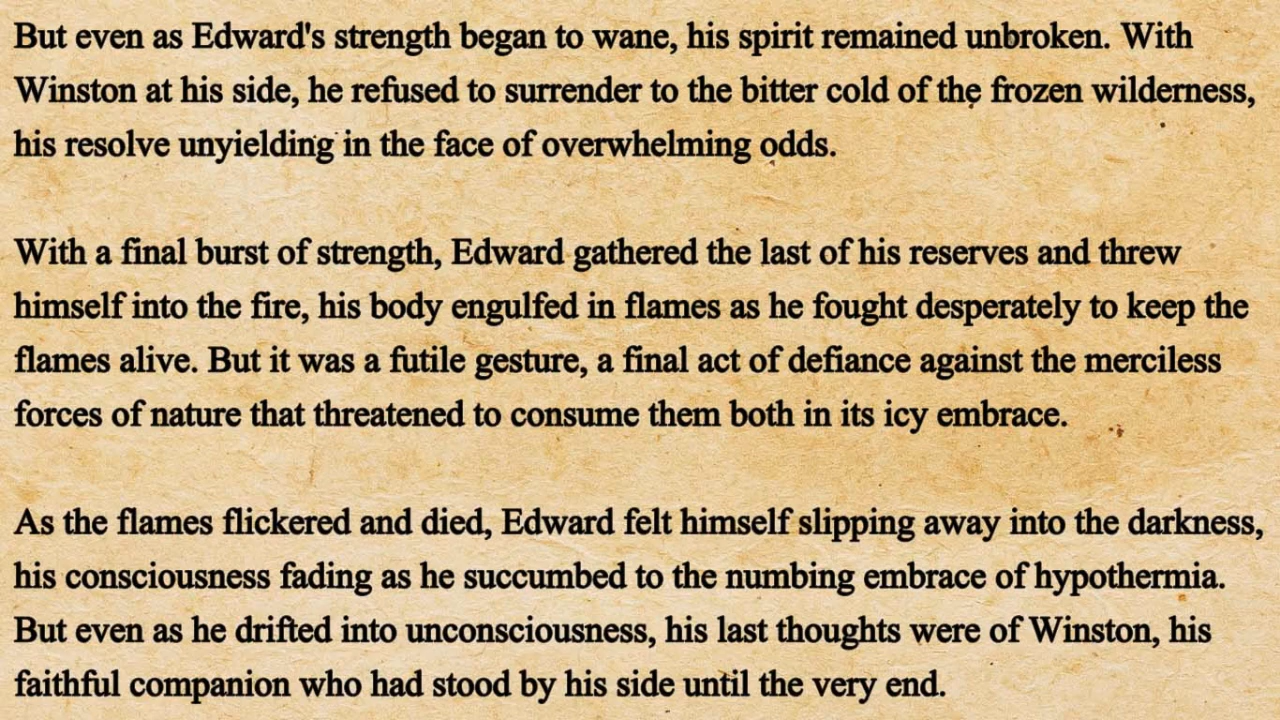 But even as Edward's strength began to wane, his spirit remained unbroken. With
Winston at his side, he refused to surrender to the bitter cold of the frozen wilderness,
his resolve unyielding in the face of overwhelming odds.
With a final burst of strength, Edward gathered the last of his reserves and threw
himself into the fire, his body engulfed in flames as he fought desperately to keep the
flames alive. But it was a futile gesture, a final act of defiance against the merciless
forces of nature that threatened to consume them both in its icy embrace.
As the flames flickered and died, Edward felt himself slipping away into the darkness,
his consciousness fading as he succumbed to the numbing embrace of hypothermia.
But even as he drifted into unconsciousness, his last thoughts were of Winston, his
faithful companion who had stood by his side until the very end.